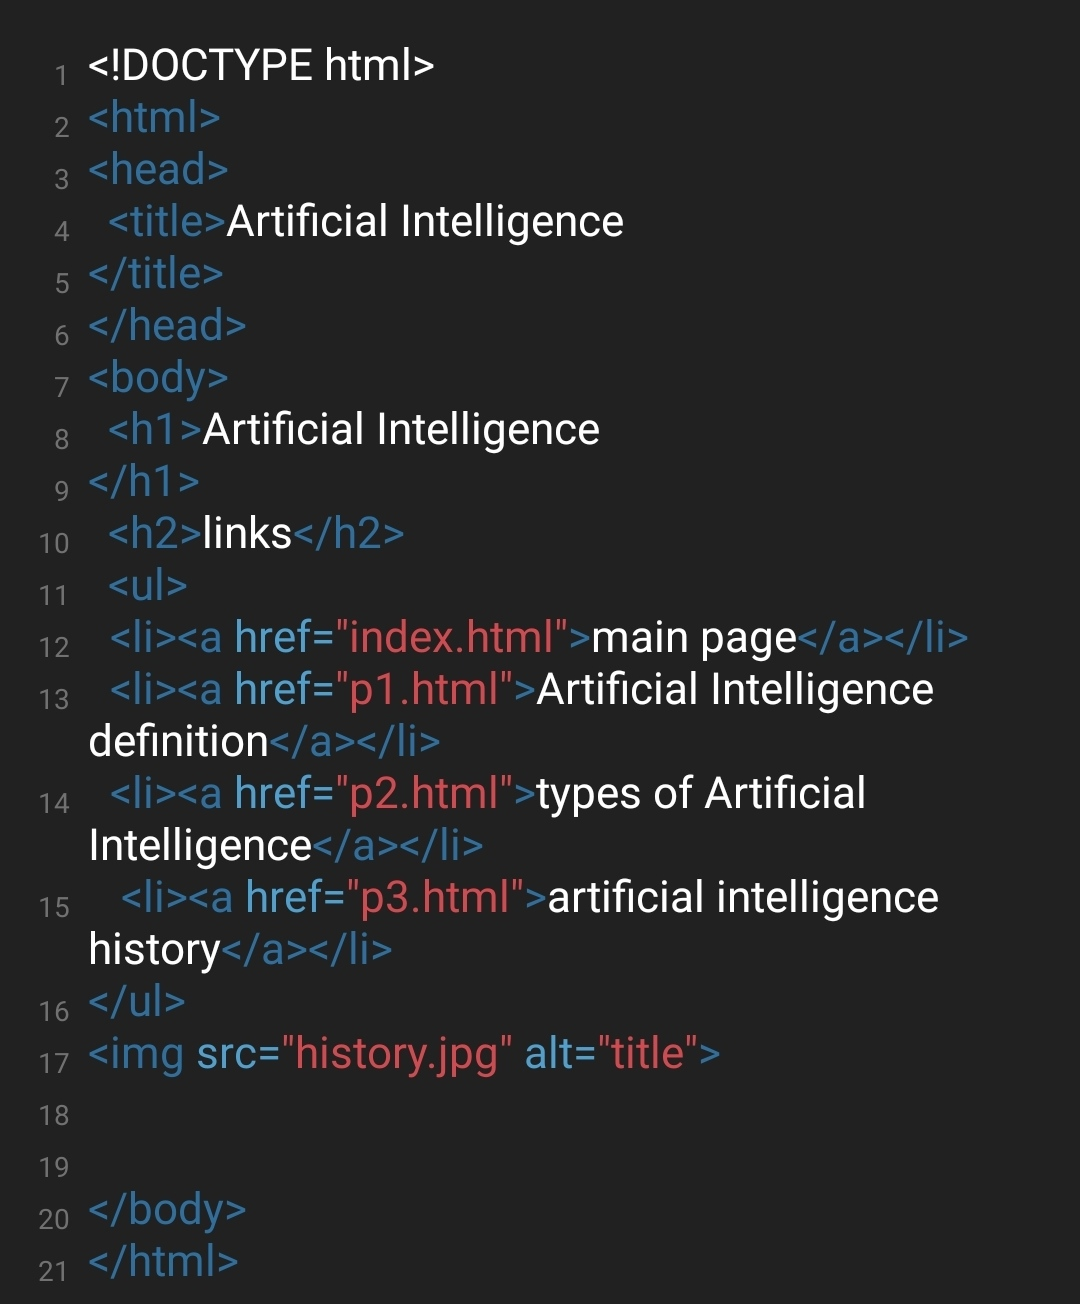 1 <!DOCTYPE html>
2 <html>
3 <head>
4 <title>Artificial Intelligence
5 </title>
6 </head>
7 <body>
8 <h1>Artificial Intelligence
9 </h1>
10 <h2>links</h2>
11 <ul>
12 <li><a href="index.html">main page</a></li>
13 <li><a href="p1.html">Artificial Intelligence
definition</a></li>
14 <li><a href="p2.html">types of Artificial
Intelligence</a></li>
15 <li><a href="p3.html">artificial intelligence
history</a></li>
16 </ul>
17 <img src="history.jpg" alt="title">
18
19
20 </body>
21 </html>